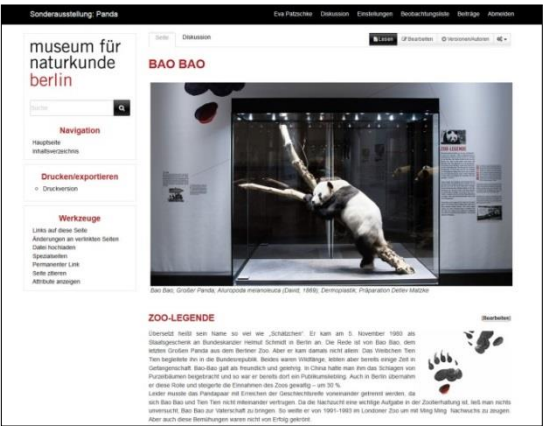 Sonderausstellung: Panda
Eva Patzschke Diskussion Einstellungen Beobachtungsliste Beiträge Abmelden
museum für
naturkunde
berlin
Suche
Navigation
Hauptseite
Inhaltsverzeichnis
Drucken/exportieren
Druckversion
Werkzeuge
Links auf diese Seite
Änderungen an verlinkten Seiten
Datei hochladen
Spezialseiten
Permanenter Link
Seite zitieren
Attribute anzeigen
Seite Diskussion
Lesen Bearbeiten Versionen/Autoren
BAO BAO
ZOO-LEGENDE
Bao Bao, Großer Panda, Ailuropoda melanoleuca (David, 1869), Dermoplastik, Präparation Detlev Matzke
ZOO-LEGENDE
[Bearbeiten]
Übersetzt heißt sein Name so viel wie „Schätzchen“. Er kam am 5. November 1980 als
Staatsgeschenk an Bundeskanzler Helmut Schmidt in Berlin an. Die Rede ist von Bao Bao, dem
letzten Großen Panda aus dem Berliner Zoo. Aber er kam damals nicht allein: Das Weibchen Tien
Tien begleitete ihn in die Bundesrepublik. Beides waren Wildfänge, lebten aber bereits einige Zeit in
Gefangenschaft. Bao-Bao galt als freundlich und gelehrig. In China hatte man ihm das Schlagen von
Purzelbäumen beigebracht und so war er bereits dort ein Publikumsliebling. Auch in Berlin übernahm
er diese Rolle und steigerte die Einnahmen des Zoos gewaltig – um 30 %.
Leider musste das Pandapaar mit Erreichen der Geschlechtsreife voneinander getrennt werden, da
sich Bao Bao und Tien Tien nicht miteinander vertrugen. Da die Nachzucht eine wichtige Aufgabe in der Zootierhaltung ist, ließ man nichts
unversucht, Bao Bao zur Vaterschaft zu bringen. So weilte er von 1991-1993 im Londoner Zoo um mit Ming Ming Nachwuchs zu zeugen.
Aber auch diese Bemühungen waren nicht von Erfolg gekrönt.